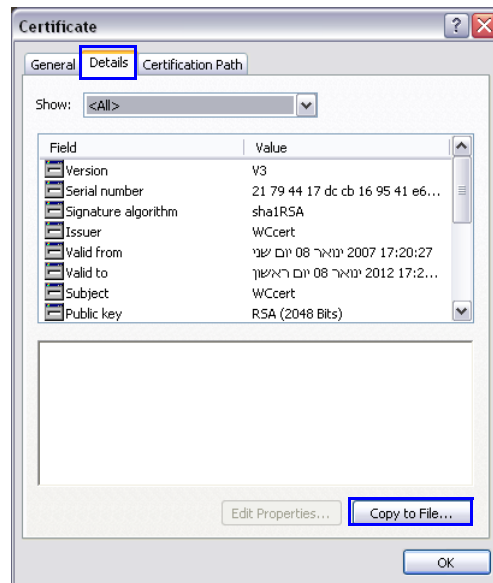 Certificate
General Details Certification Path
Show: <All>
Field Value
Version V3
Serial number 21 79 44 17 dc cb 16 95 41 e6...
Signature algorithm sha1RSA
Issuer WCcert
Valid from יום שני 08 ינואר 2007 17:20:27
Valid to יום ראשון 08 ינואר 2012 17:2...
Subject WCcert
Public key RSA (2048 Bits)
Edit Properties... Copy to File...
OK